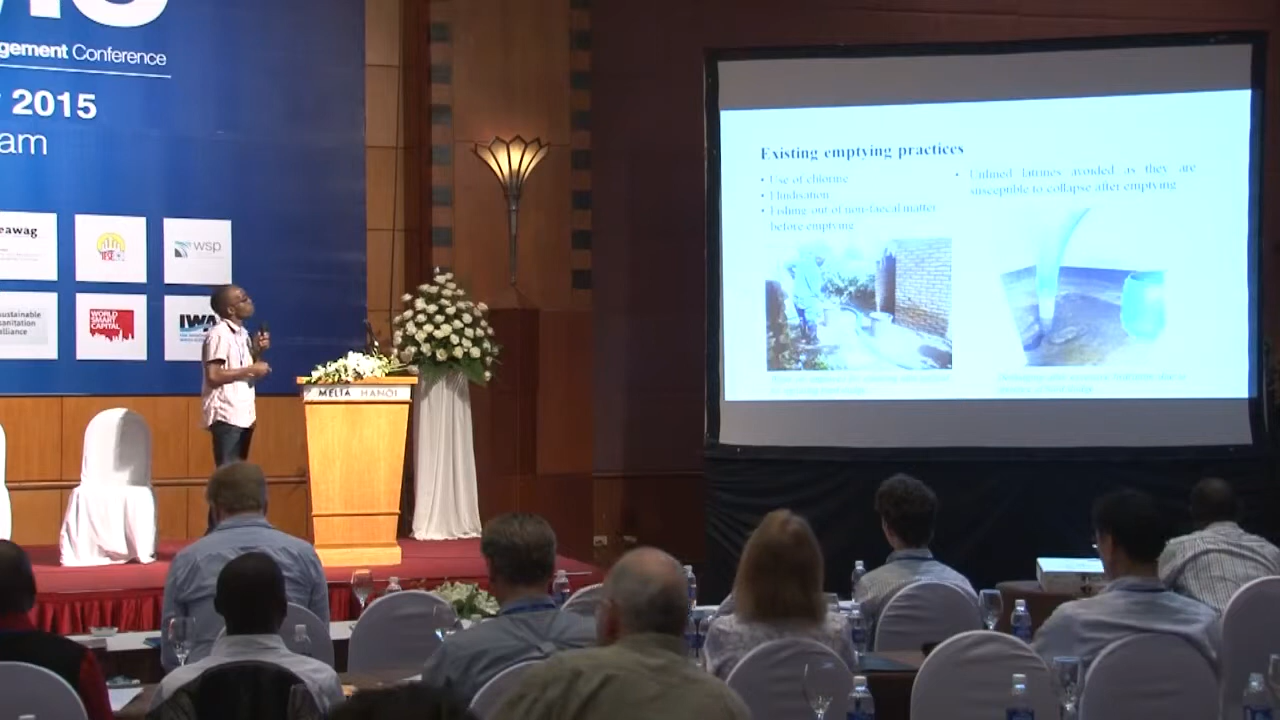 gement Conference
2015
am
eawag
wsp
ustainable
anitation
lliance
WORLD
SMART
CAPITAL
IWA
MELIA HANOI
Existing emptying practices
• Use of chlorine
• Fluidisation
• Fishing out of non-faecal matter
before emptying
• Unlined latrines avoided as they are
susceptible to collapse after emptying